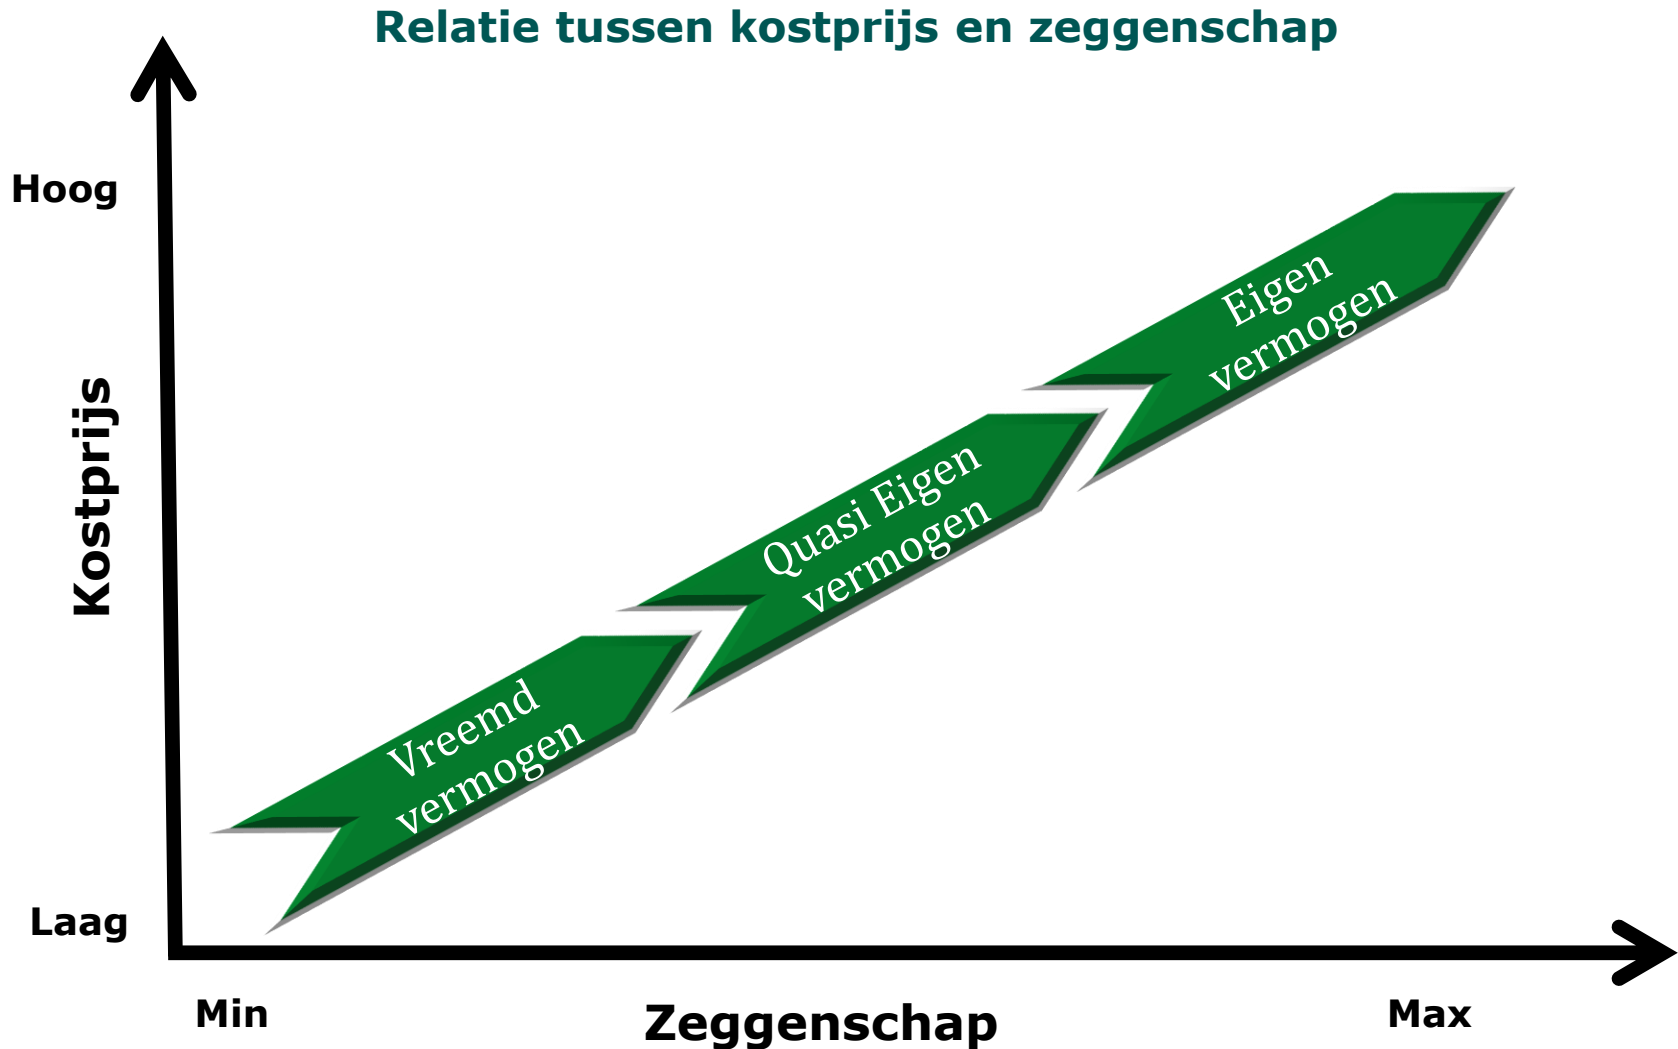 Relatie tussen kostprijs en zeggenschap
Hoog
Kostprijs
Laag
Eigen
vermogen
Quasi Eigen
vermogen
Vreemd
vermogen
Min
Zeggenschap
Max